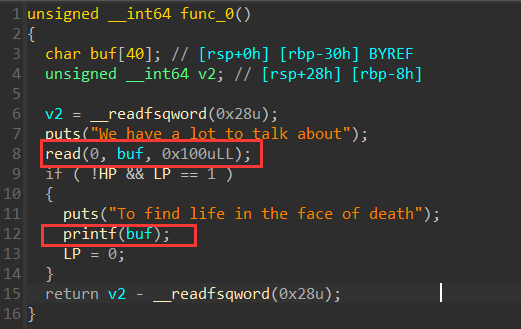 1 unsigned __int64 func_0()
2 {
3 char buf[40]; // [rsp+0h] [rbp-30h] BYREF
4 unsigned __int64 v2; // [rsp+28h] [rbp-8h]
5
6 v2 = __readfsqword(0x28u);
7 puts("We have a lot to talk about");
8 read(0, buf, 0x100uLL);
9 if ( !HP && LP == 1 )
10 {
11 puts("To find life in the face of death");
12 printf(buf);
13 LP = 0;
14 }
15 return v2 - __readfsqword(0x28u);
16 }